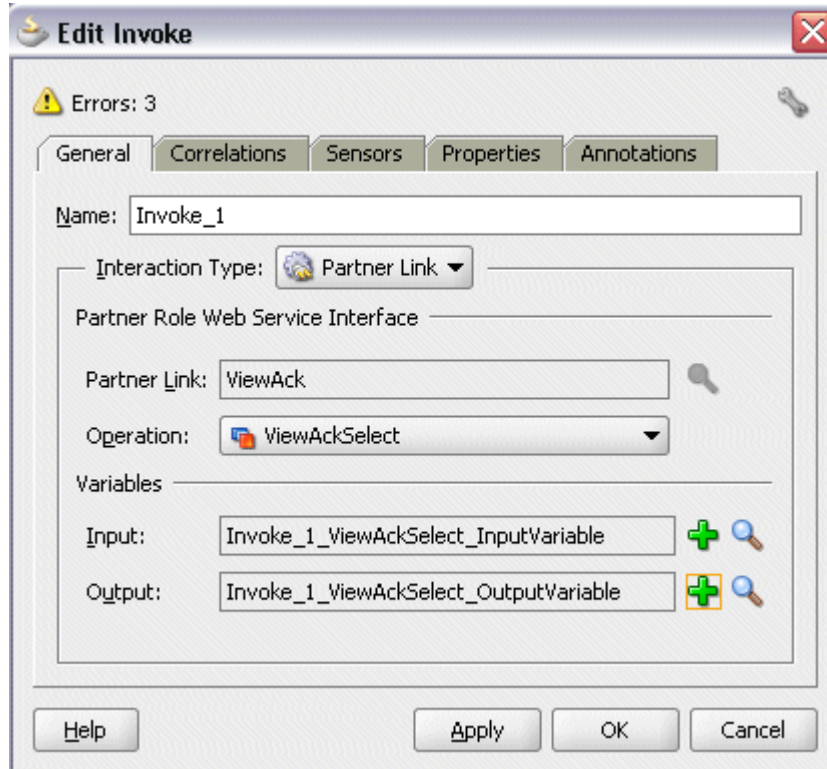 Edit Invoke
Errors: 3
General Correlations Sensors Properties Annotations
Name: Invoke_1
Interaction Type: Partner Link
Partner Role Web Service Interface
Partner Link: ViewAck
Operation: ViewAckSelect
Variables
Input: Invoke_1_ViewAckSelect_InputVariable
Output: Invoke_1_ViewAckSelect_OutputVariable
Help Apply OK Cancel